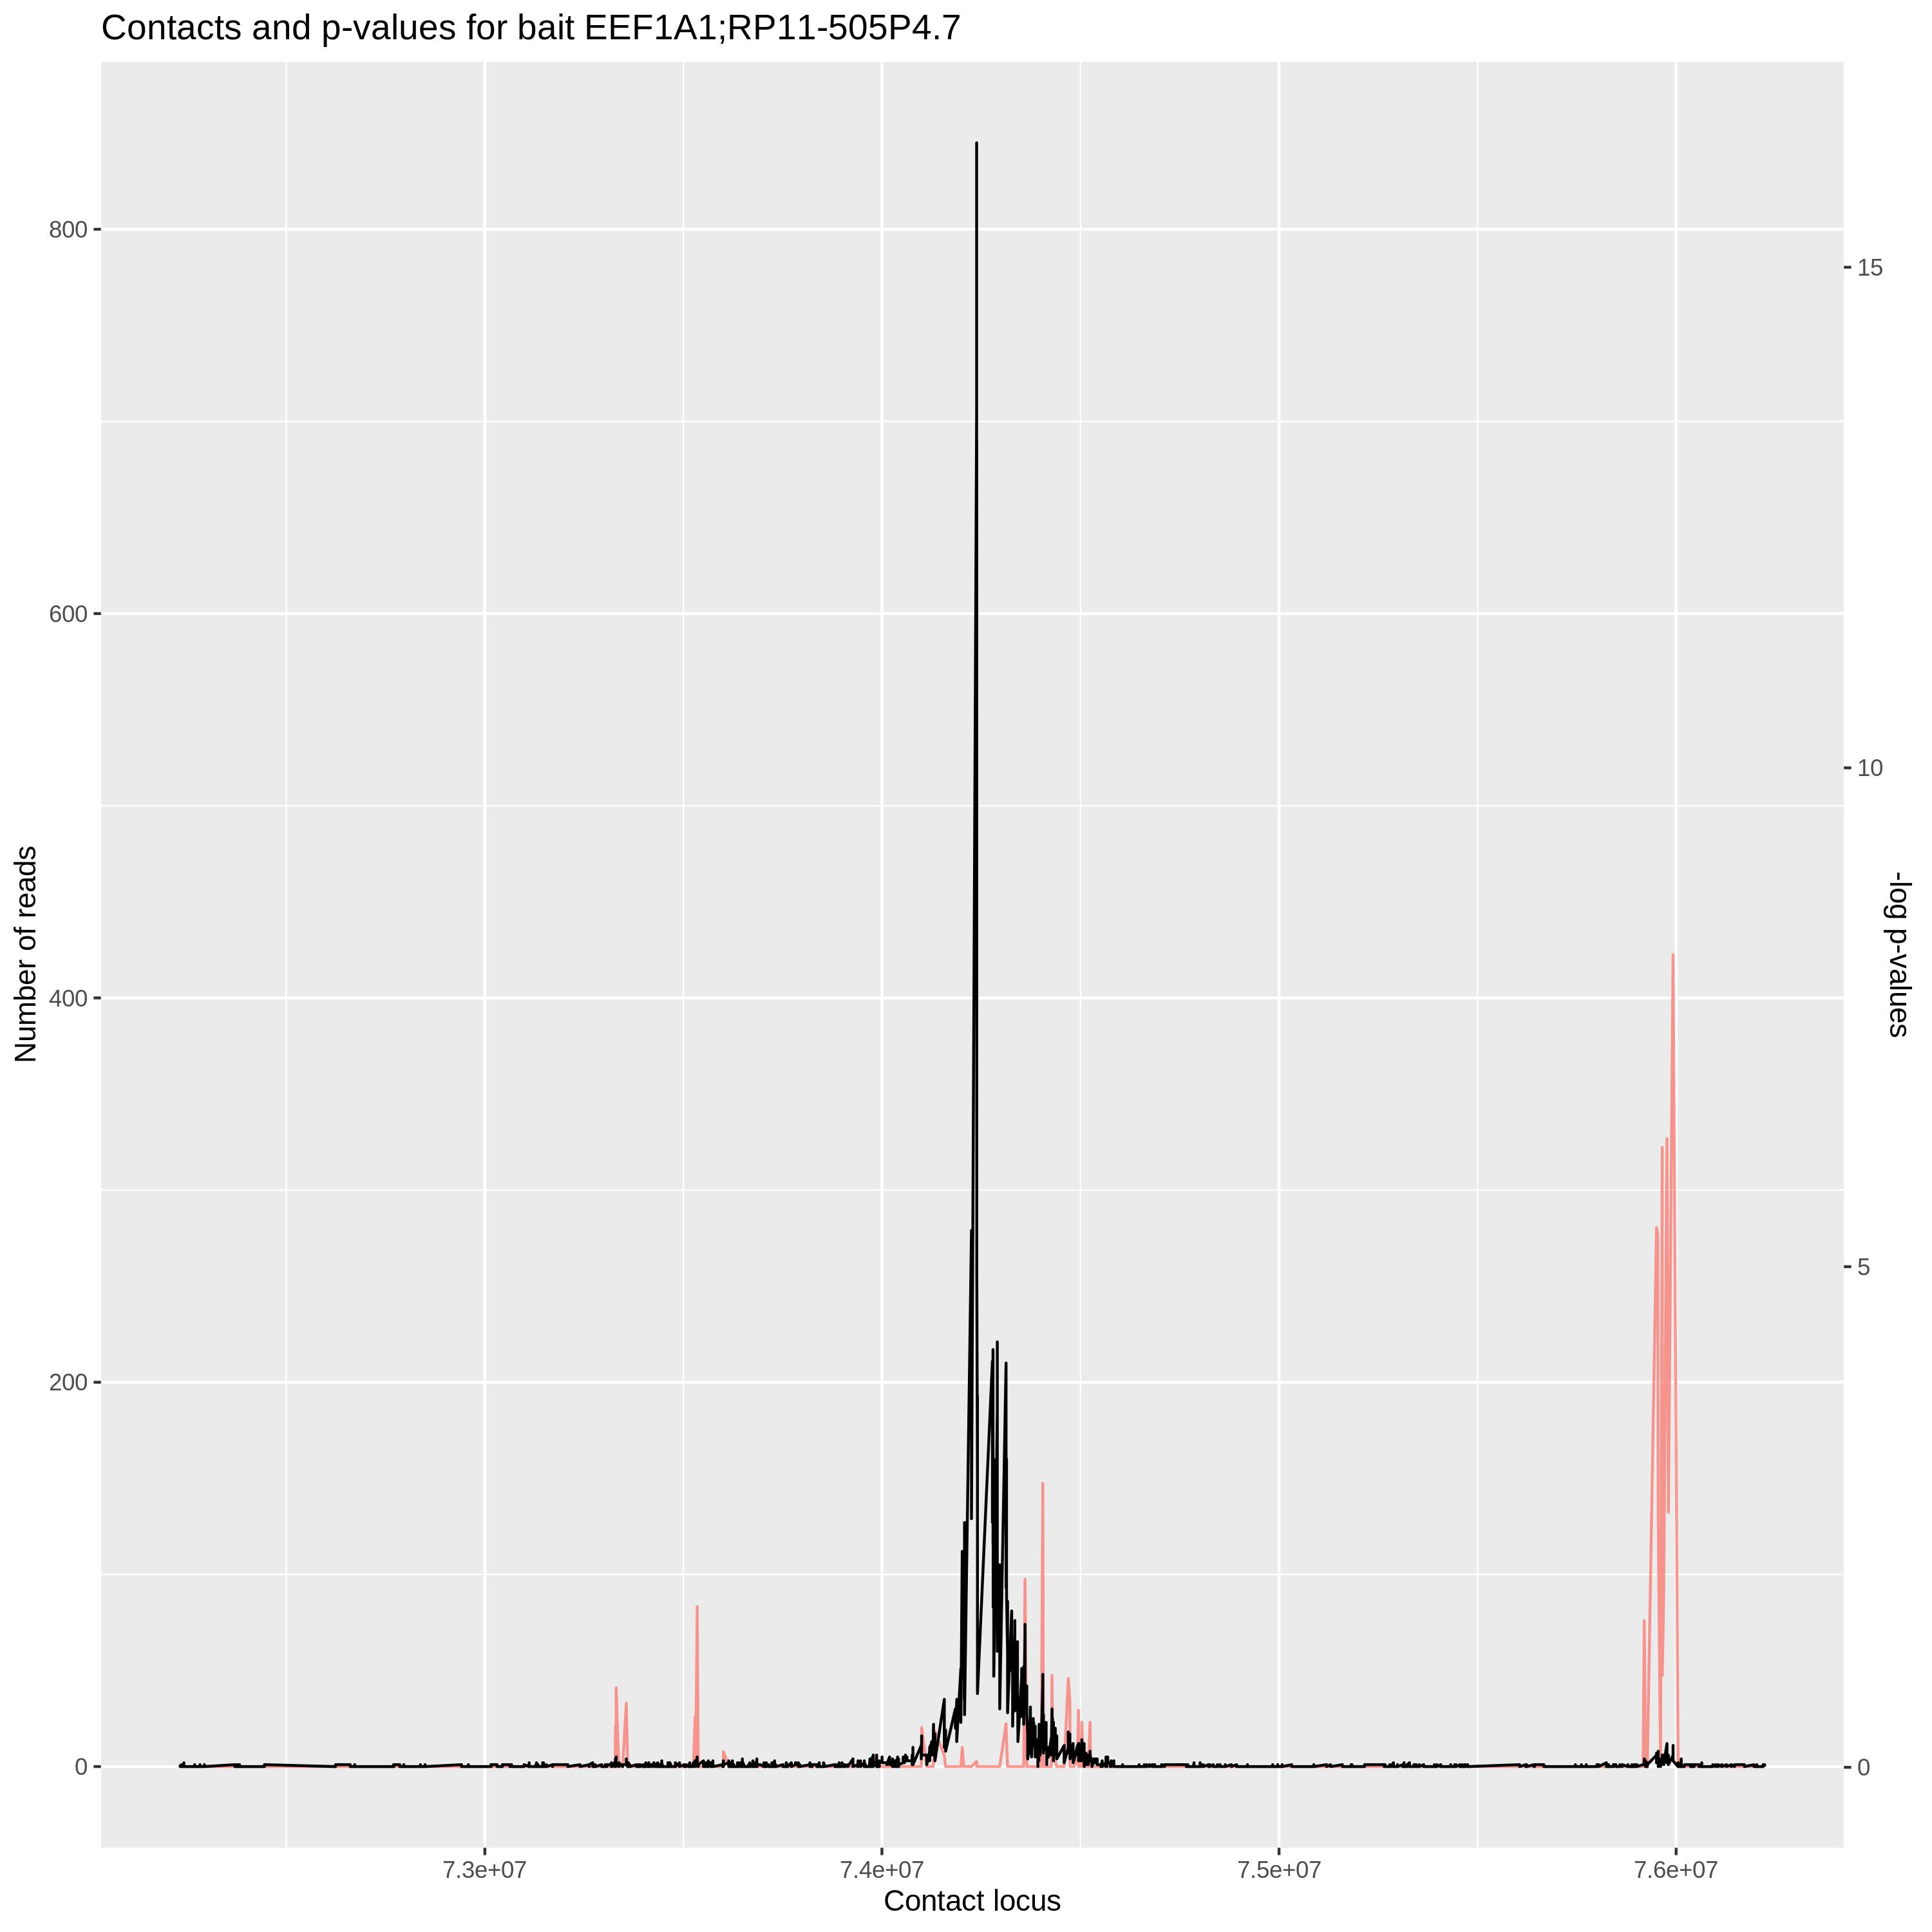 Contacts and p-values for bait EEF1A1;RP11-505P4.7
800
600
400
200
0
Number of reads
15
10
5
0
-log p-values
7.3e+07
7.4e+07
7.5e+07
7.6e+07
Contact locus